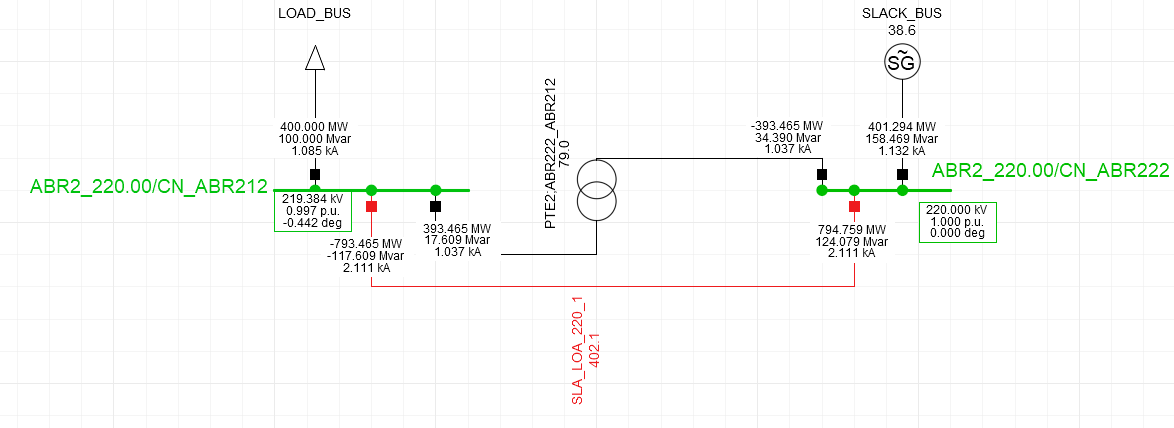 LOAD_BUS
SLACK_BUS
38.6
SG
~
400.000 MW
100.000 Mvar
1.085 kA
PTE2;ABR222_ABR212
79.0
-393.465 MW
34.390 Mvar
1.037 kA
401.294 MW
158.469 Mvar
1.132 kA
ABR2_220.00/CN_ABR212
ABR2_220.00/CN_ABR222
219.384 kV
0.997 p.u.
-0.442 deg
220.000 kV
1.000 p.u.
0.000 deg
-793.465 MW
-117.609 Mvar
2.111 kA
393.465 MW
17.609 Mvar
1.037 kA
794.759 MW
124.079 Mvar
2.111 kA
SLA_LOA_220_1
402.1